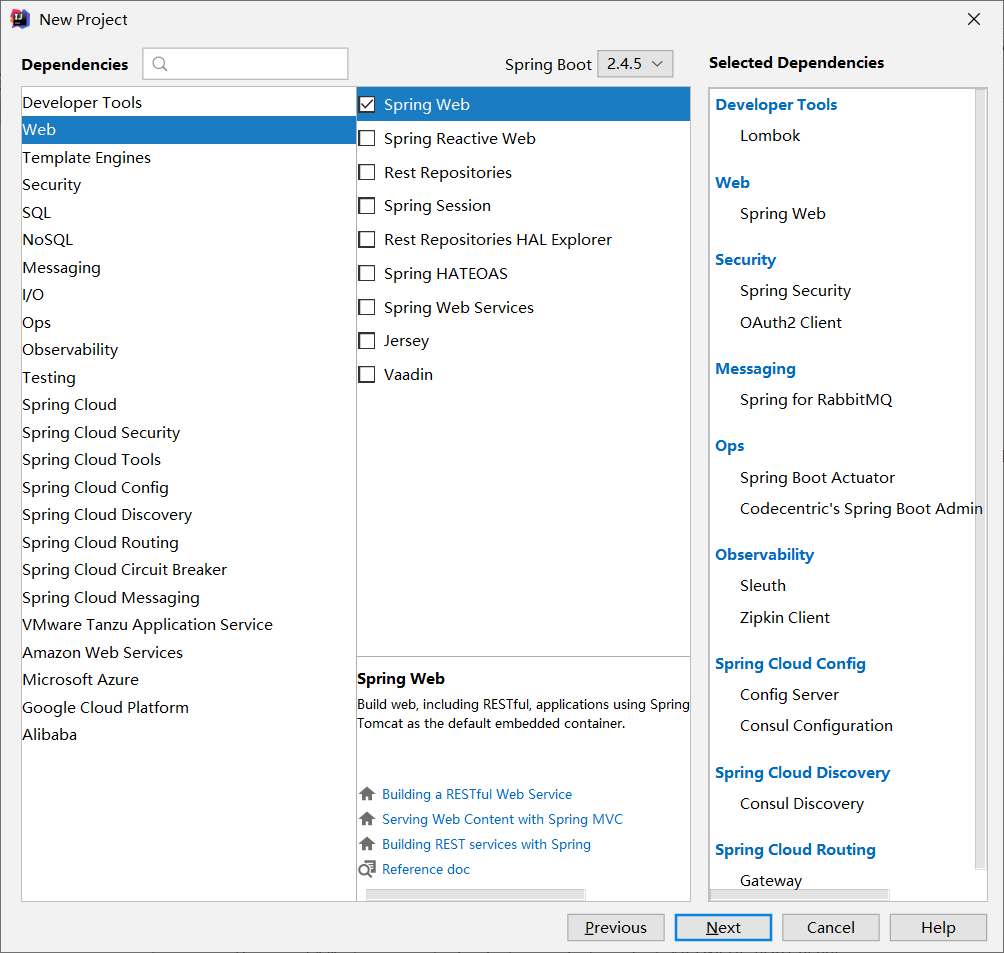 New Project
Dependencies
Spring Boot 2.4.5
Selected Dependencies
Developer Tools
Web
Template Engines
Security
SQL
NoSQL
Messaging
I/O
Ops
Observability
Testing
Spring Cloud
Spring Cloud Security
Spring Cloud Tools
Spring Cloud Config
Spring Cloud Discovery
Spring Cloud Routing
Spring Cloud Circuit Breaker
Spring Cloud Messaging
VMware Tanzu Application Service
Amazon Web Services
Microsoft Azure
Google Cloud Platform
Alibaba
Spring Web
Spring Reactive Web
Rest Repositories
Spring Session
Rest Repositories HAL Explorer
Spring HATEOAS
Spring Web Services
Jersey
Vaadin
Spring Web
Build web, including RESTful, applications using Spring
Tomcat as the default embedded container.
Building a RESTful Web Service
Serving Web Content with Spring MVC
Building REST services with Spring
Reference doc
Developer Tools
Lombok
Web
Spring Web
Security
Spring Security
OAuth2 Client
Messaging
Spring for RabbitMQ
Ops
Spring Boot Actuator
Codecentric's Spring Boot Admin
Observability
Sleuth
Zipkin Client
Spring Cloud Config
Config Server
Consul Configuration
Spring Cloud Discovery
Consul Discovery
Spring Cloud Routing
Gateway
Previous
Next
Cancel
Help